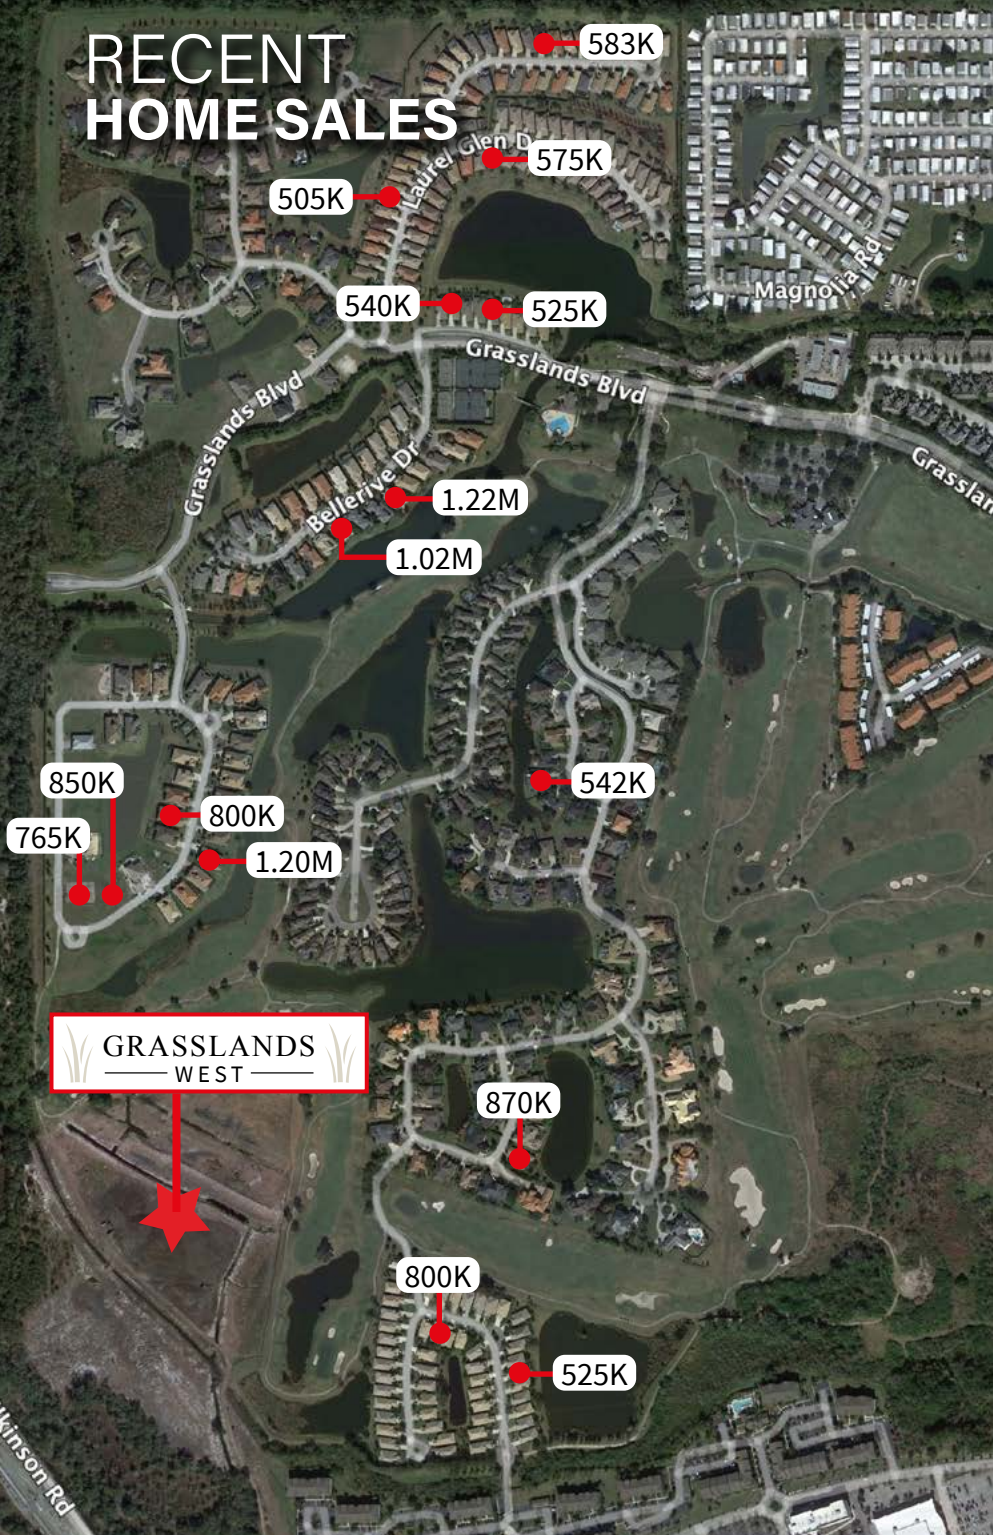 RECENT
HOME SALES
583K
Laurel Glen D
575K
505K
Magnolia Rd
540K
525K
Grasslands Blvd
Grasslands Blvd
Grasslan
Bellerive Dr
1.22M
1.02M
850K
542K
800K
765K
1.20M
GRASSLANDS
WEST
870K
800K
525K
lkinson Rd